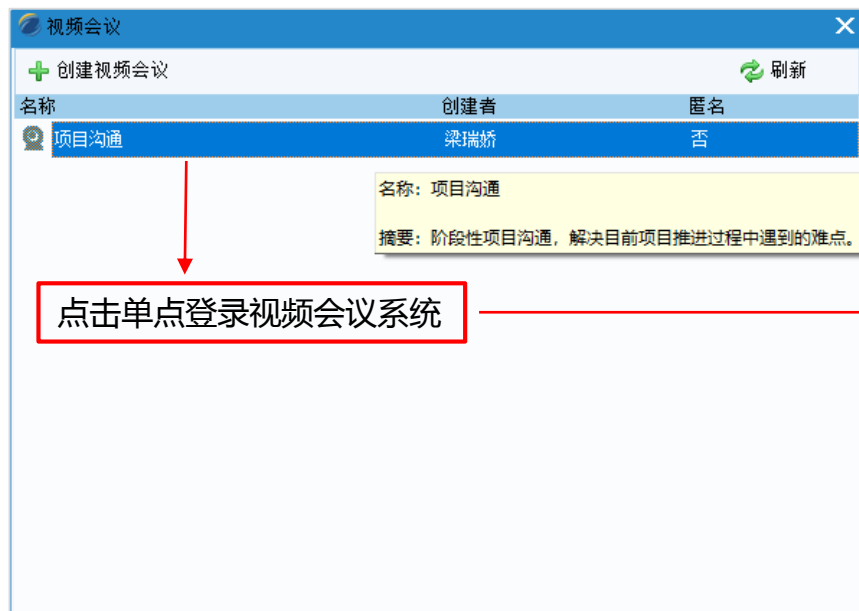 视频会议
创建视频会议 刷新
名称 创建者 匿名
项目沟通 梁瑞娇 否
名称：项目沟通
摘要：阶段性项目沟通，解决目前项目推进过程中遇到的难点。
点击单点登录视频会议系统